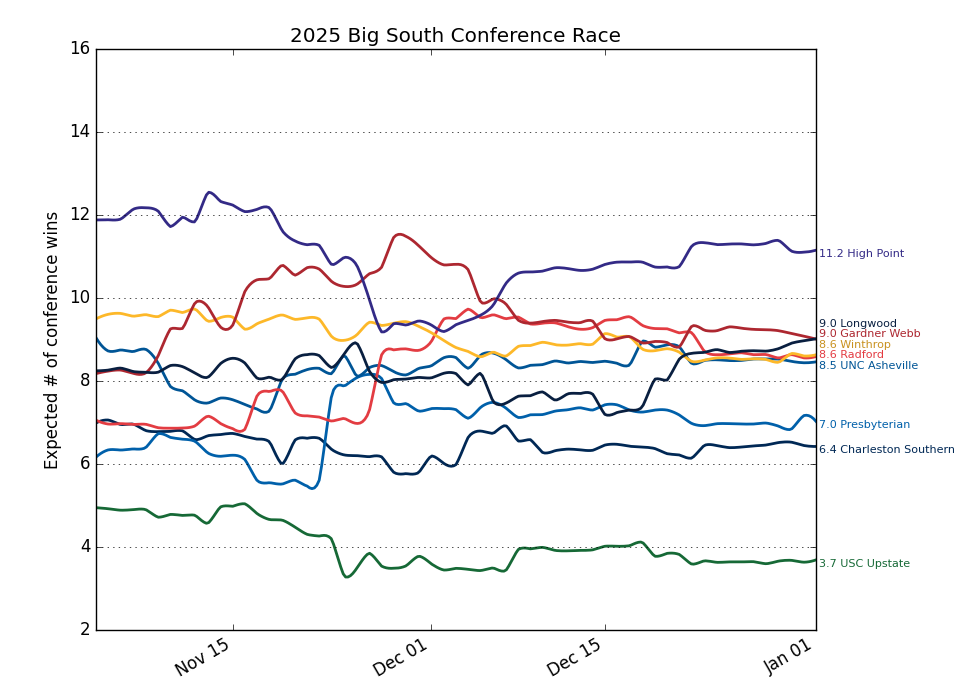 2025 Big South Conference Race
Expected # of conference wins
16
14
12
10
8
6
4
2
11.2 High Point
9.0 Longwood
9.0 Gardner Webb
8.6 Winthrop
8.6 Radford
8.5 UNC Asheville
7.0 Presbyterian
6.4 Charleston Southern
3.7 USC Upstate
Nov 15
Dec 01
Dec 15
Jan 01